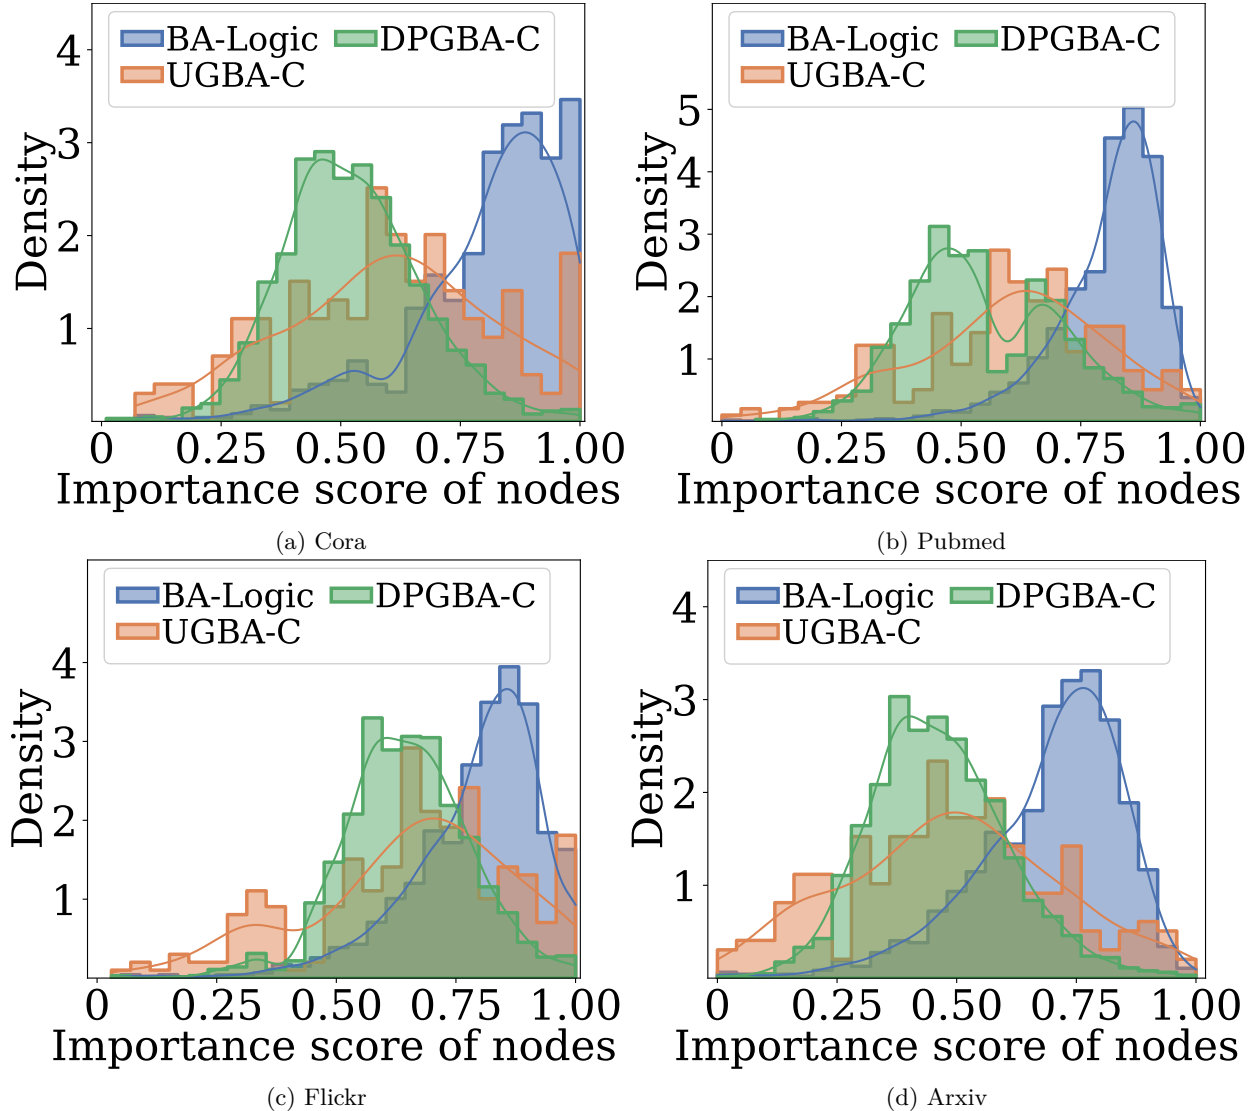 BA-Logic DPGBA-C
UGBA-C
4
3
2
1
Density
0.00 0.25 0.50 0.75 1.00
Importance score of nodes
(a) Cora
BA-Logic DPGBA-C
UGBA-C
5
4
3
2
1
Density
0 0.25 0.50 0.75 1.00
Importance score of nodes
(b) Pubmed
BA-Logic DPGBA-C
UGBA-C
4
3
2
1
Density
0 0.25 0.50 0.75 1.00
Importance score of nodes
(c) Flickr
BA-Logic DPGBA-C
UGBA-C
4
3
2
1
Density
0 0.25 0.50 0.75 1.00
Importance score of nodes
(d) Arxiv